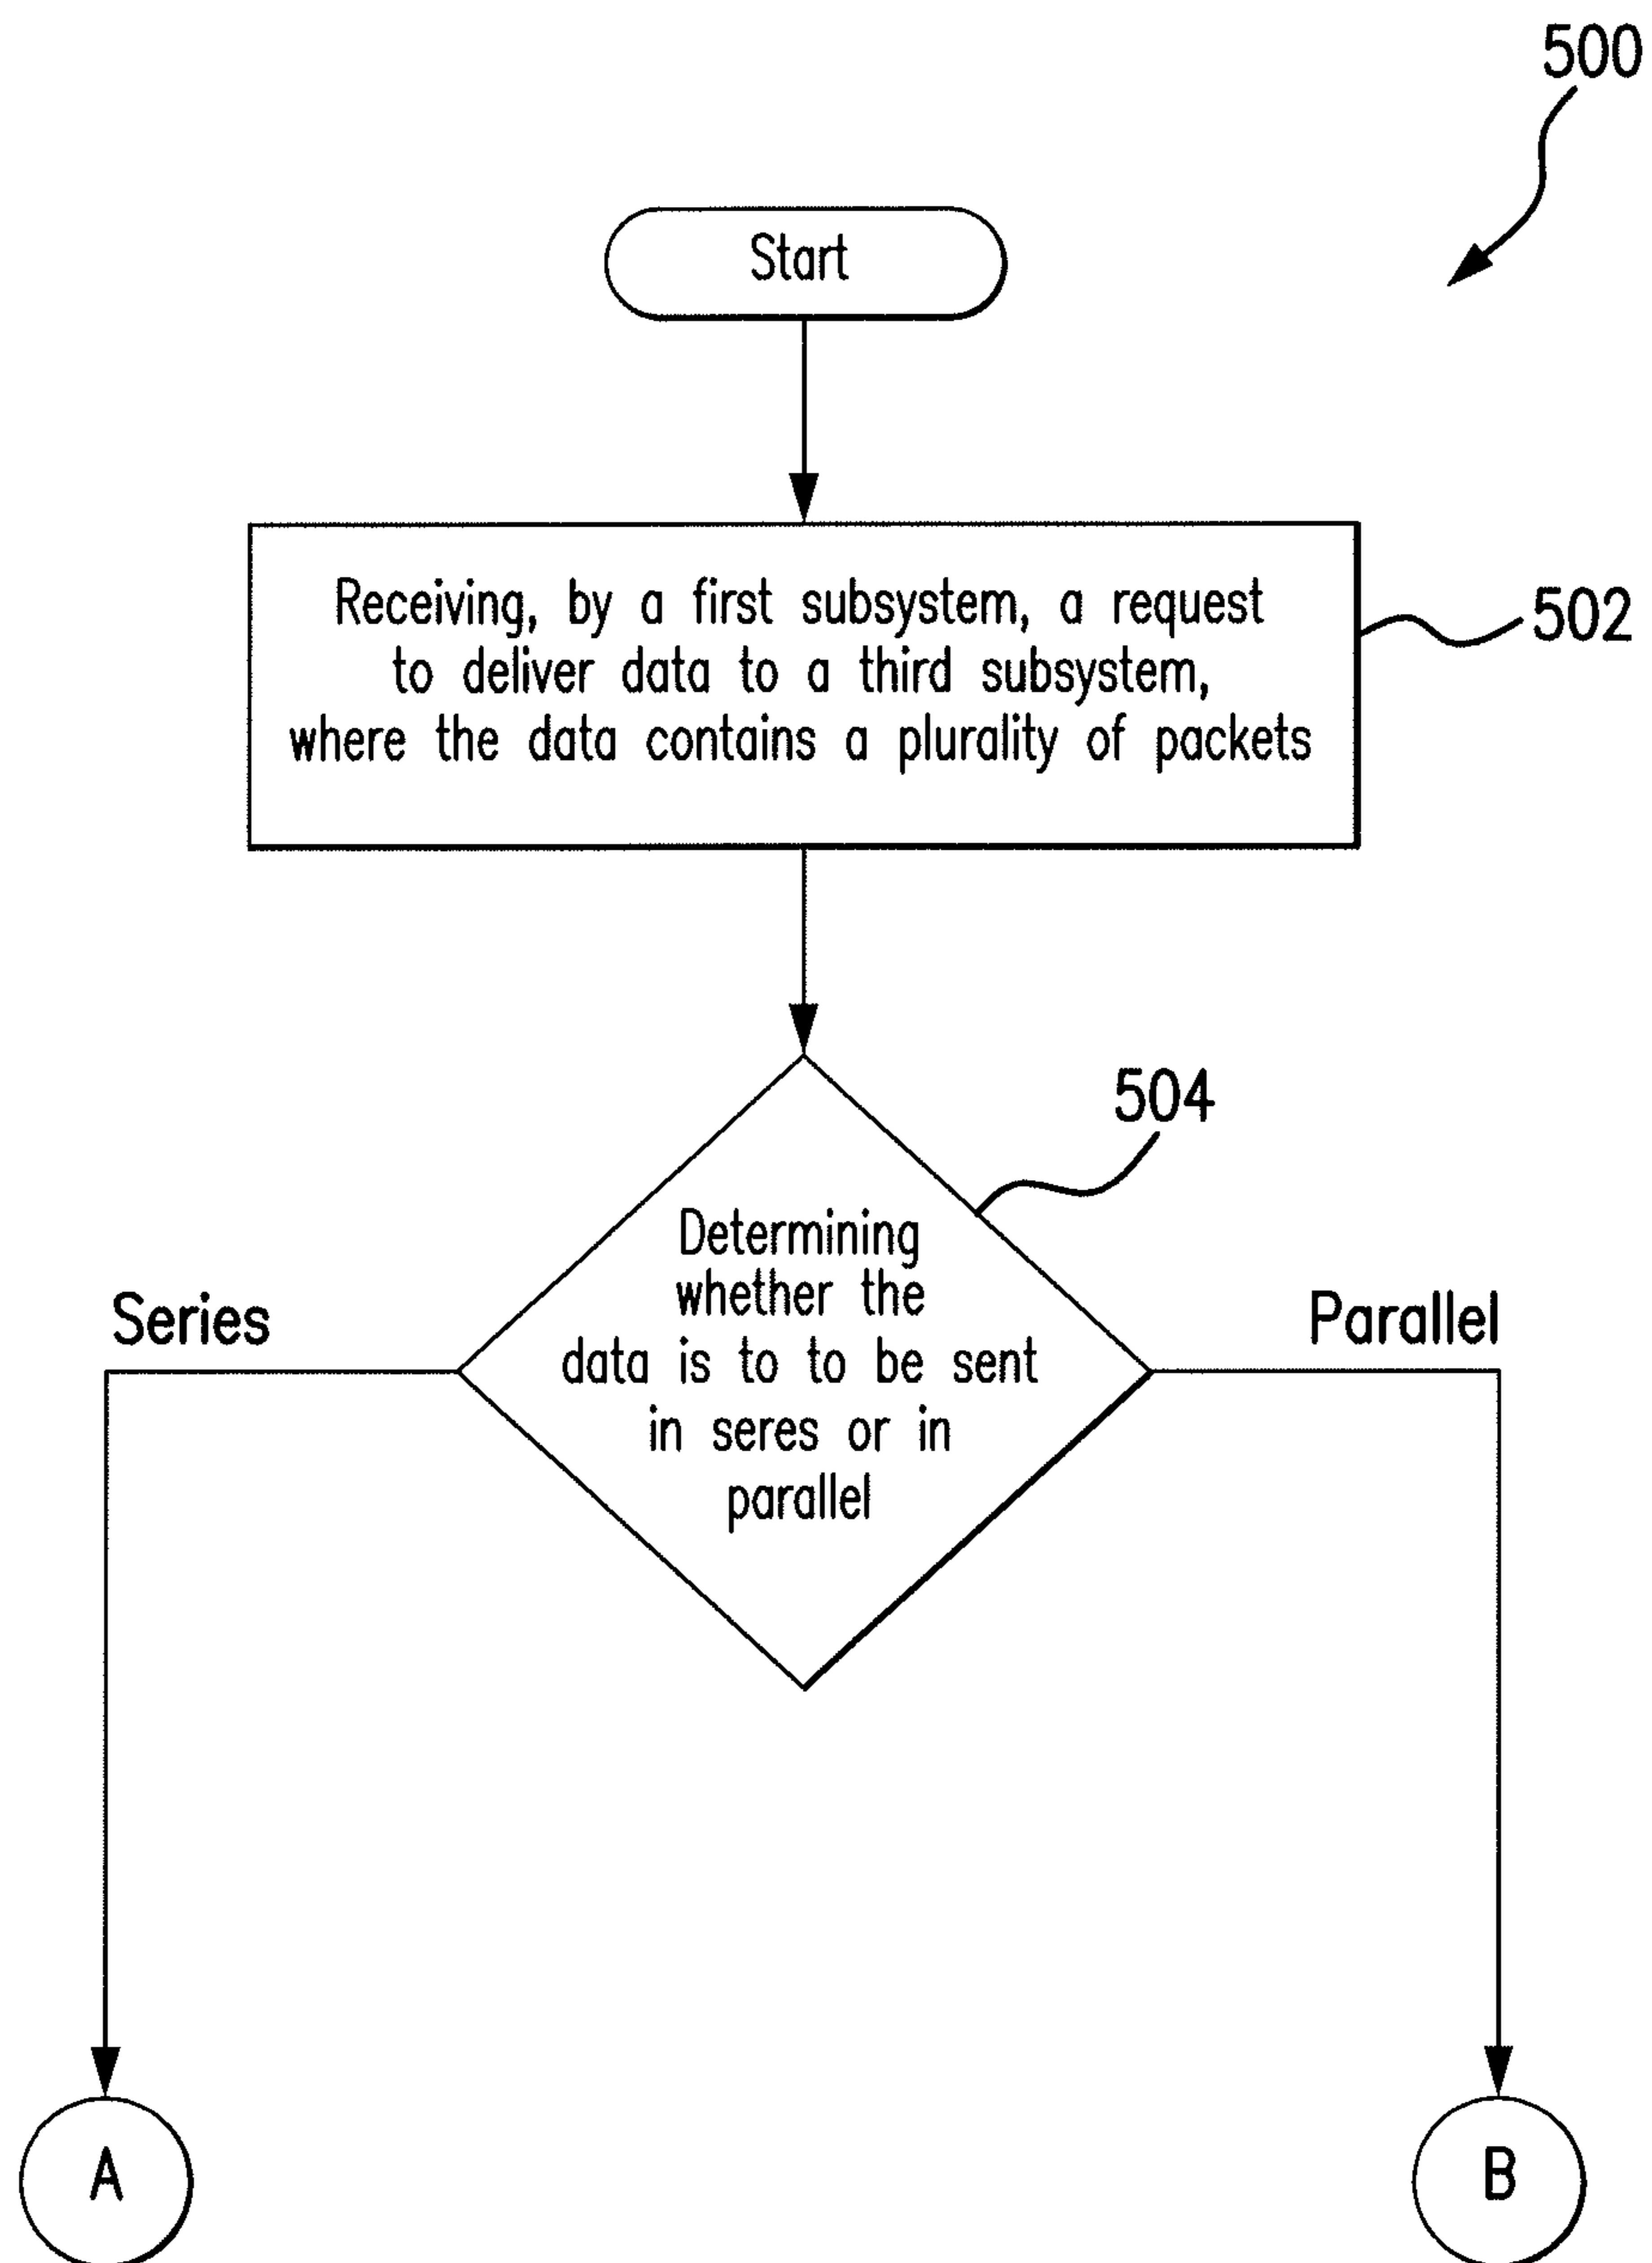 500
Start
Receiving, by a first subsystem, a request
to deliver data to a third subsystem,
where the data contains a plurality of packets
502
504
Determining
whether the
data is to to be sent
in seres or in
parallel
Series
Parallel
A
B